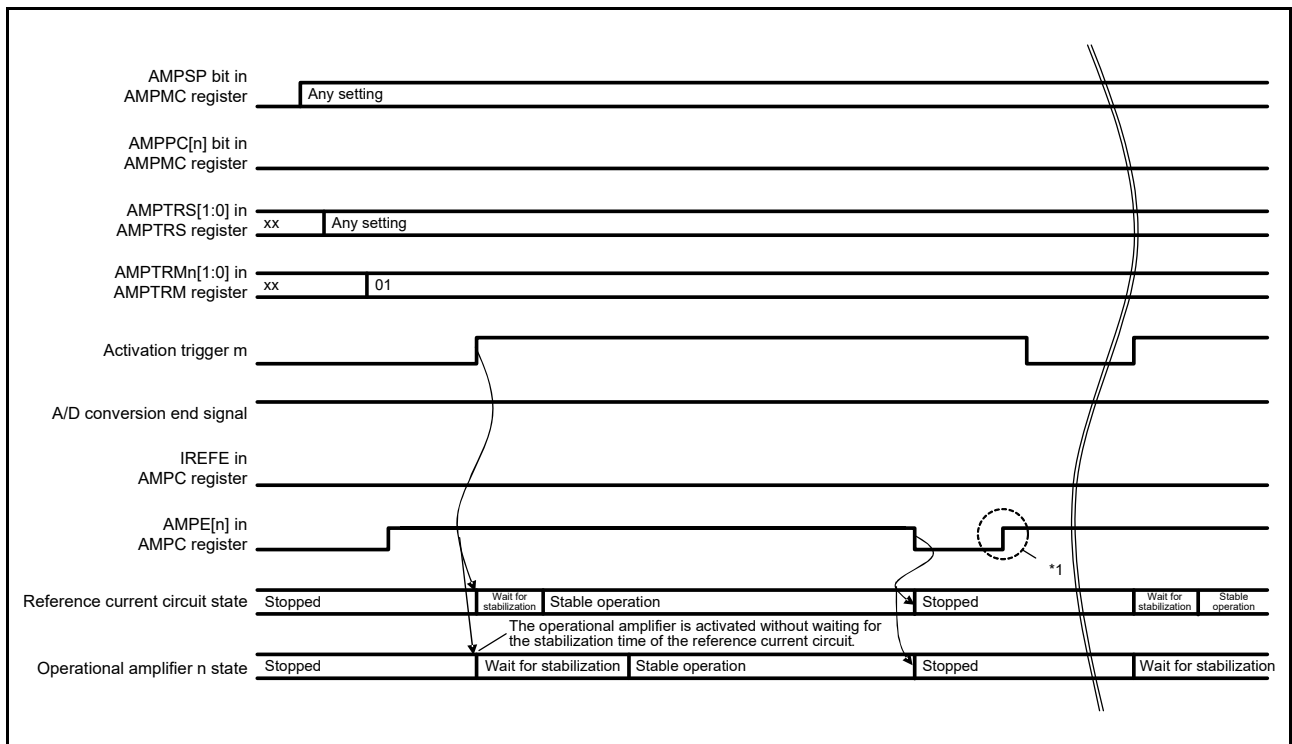 AMPSP bit in
AMPMC register
Any setting
AMPPC[n] bit in
AMPMC register
AMPTRS[1:0] in
AMPTRS register
xx
Any setting
AMPTRMn[1:0] in
AMPTRM register
xx
01
Activation trigger m
A/D conversion end signal
IREFE in
AMPC register
AMPE[n] in
AMPC register
*1
Reference current circuit state
Stopped
Wait for
stabilization
Stable operation
Stopped
Wait for
stabilization
Stable
operation
The operational amplifier is activated without waiting for
the stabilization time of the reference current circuit.
Operational amplifier n state
Stopped
Wait for stabilization
Stable operation
Stopped
Wait for stabilization